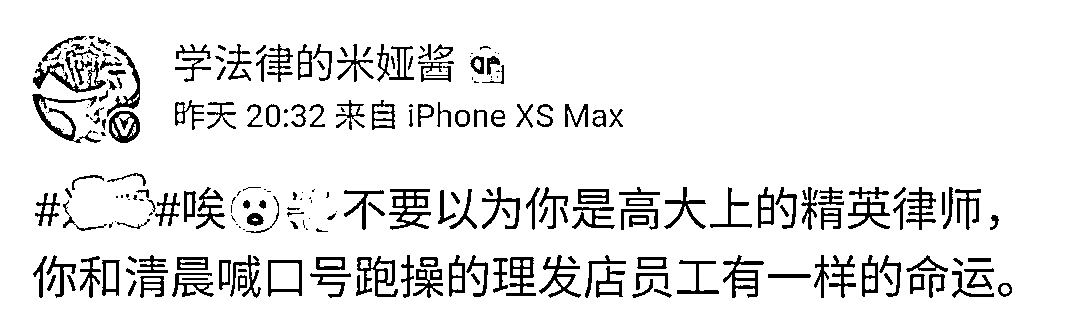 学法律的米娅酱
昨天 20:32 来自 iPhone XS Max
##唉😮不要以为你是高大上的精英律师，
你和清晨喊口号跑操的理发店员工有一样的命运。